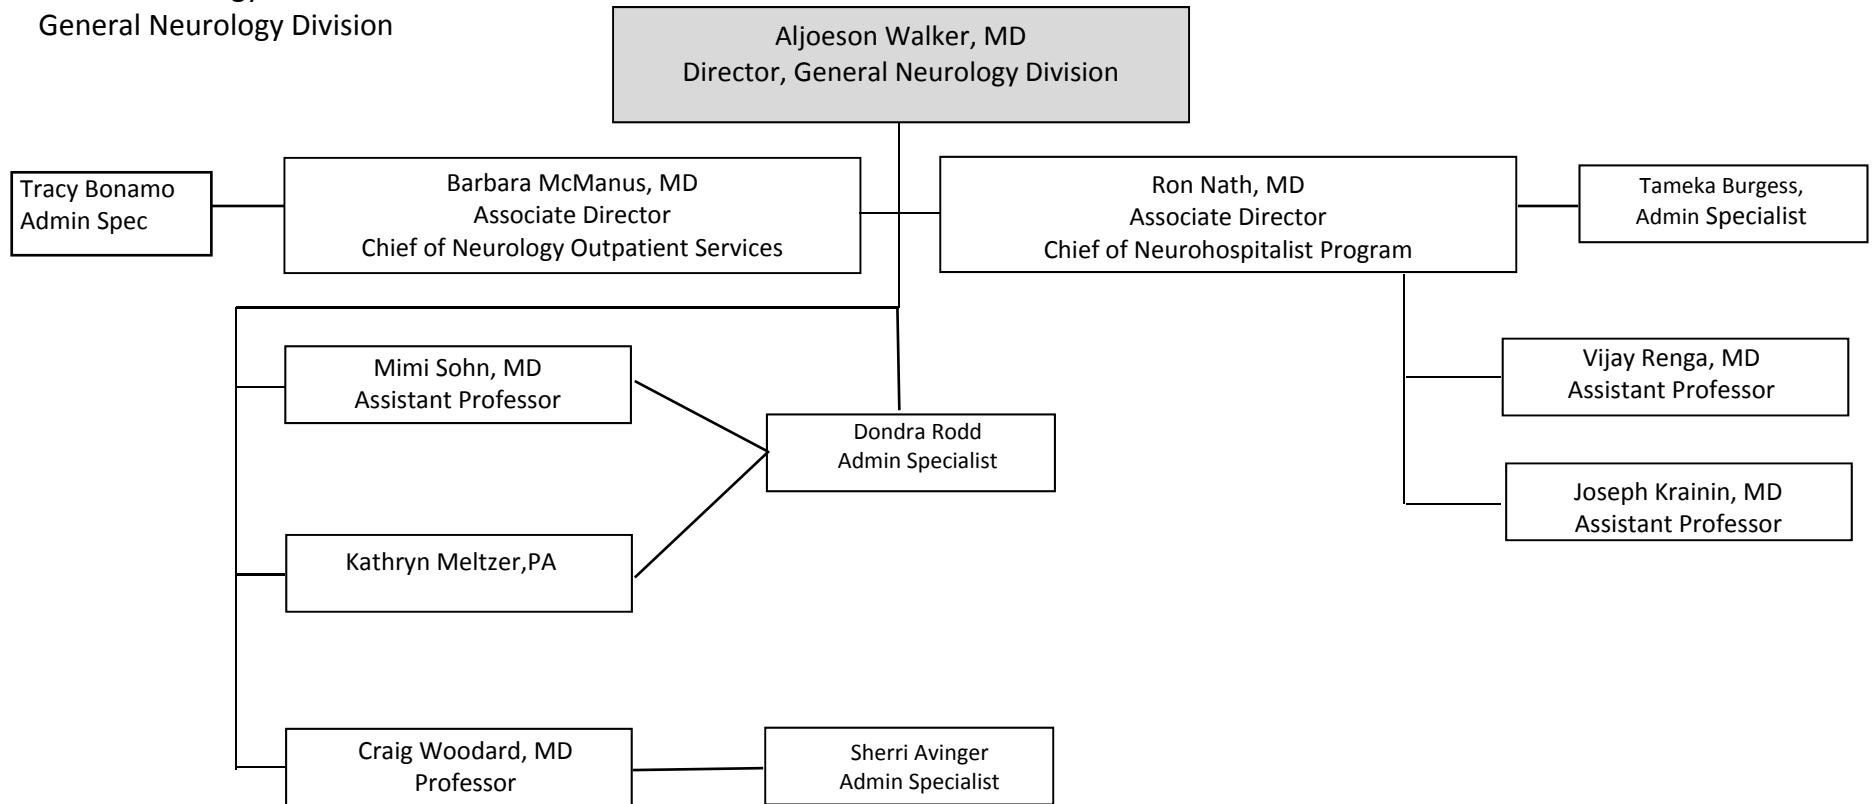 General Neurology Division
Aljoeson Walker, MD
Director, General Neurology Division
Tracy Bonamo
Admin Spec
Barbara McManus, MD
Associate Director
Chief of Neurology Outpatient Services
Ron Nath, MD
Associate Director
Chief of Neurohospitalist Program
Tameka Burgess,
Admin Specialist
Mimi Sohn, MD
Assistant Professor
Dondra Rodd
Admin Specialist
Vijay Renga, MD
Assistant Professor
Kathryn Meltzer,PA
Joseph Krainin, MD
Assistant Professor
Craig Woodard, MD
Professor
Sherri Avinger
Admin Specialist